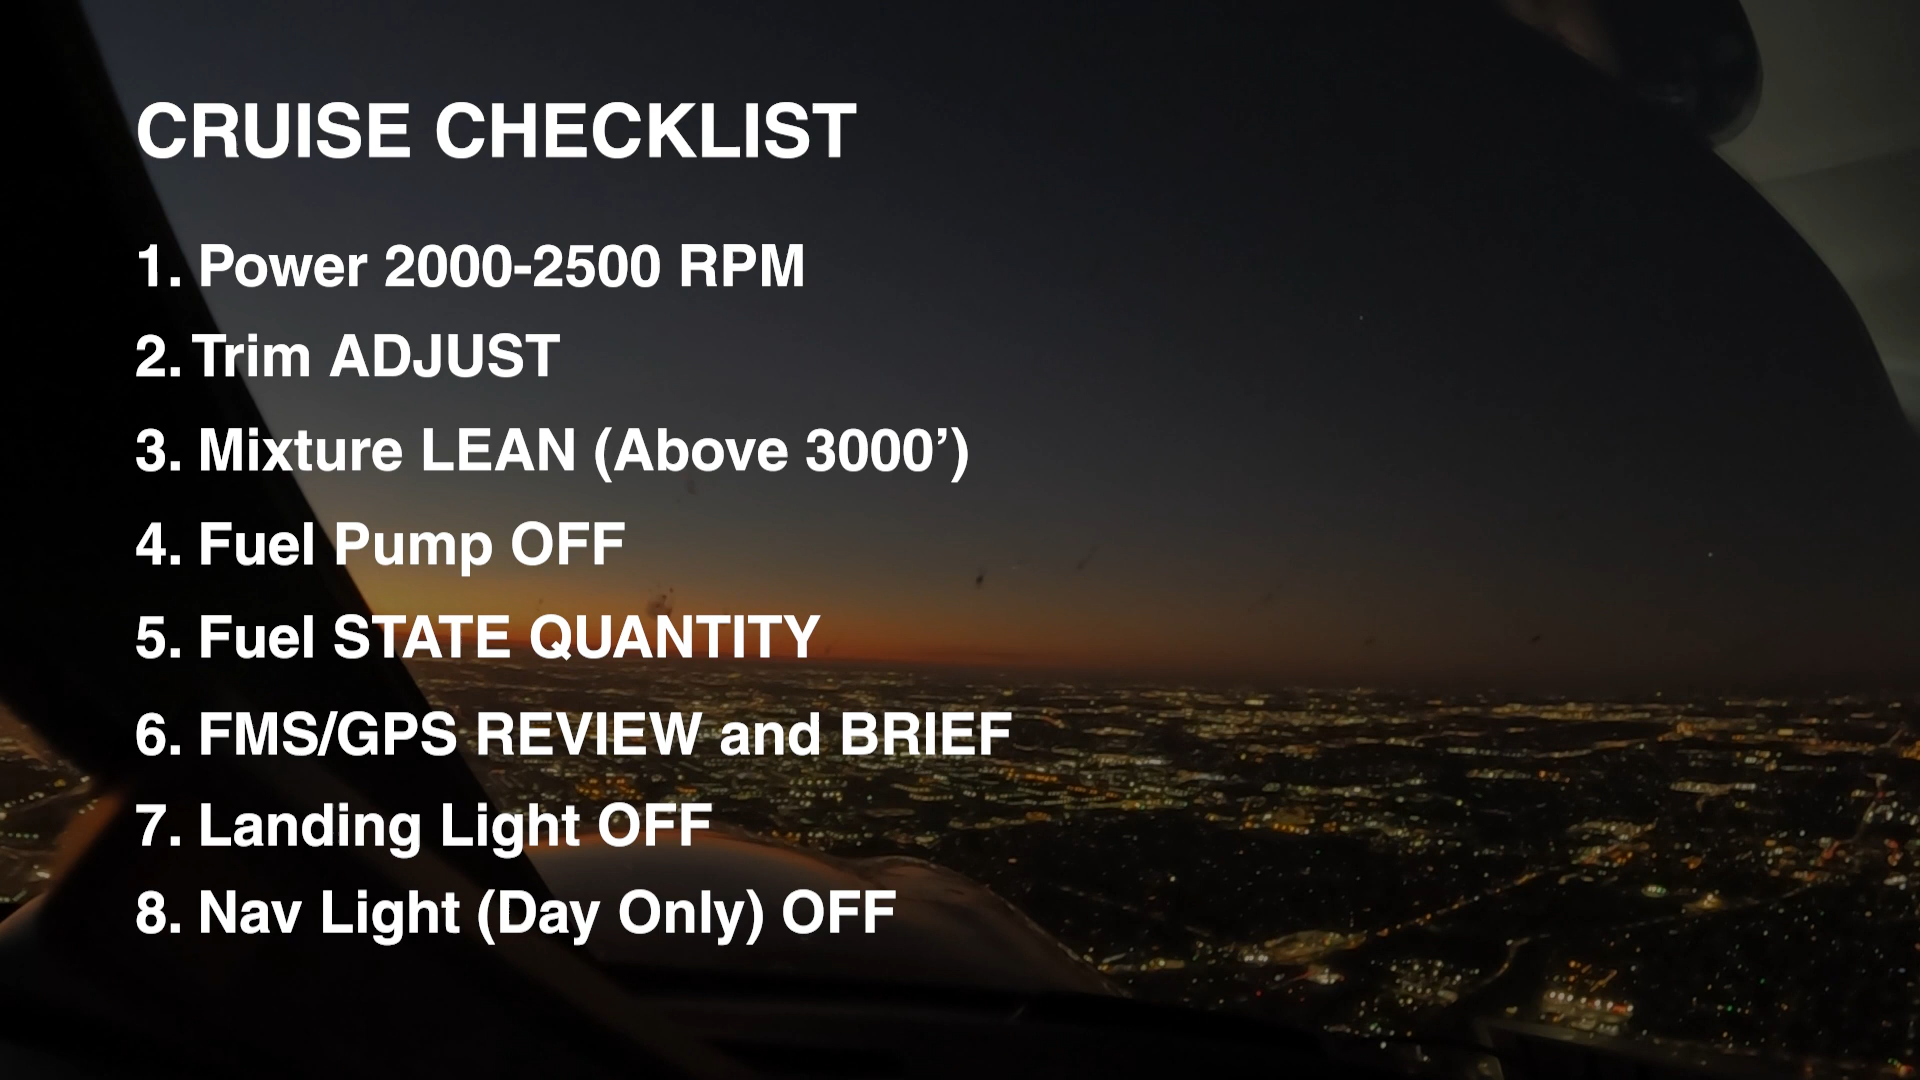 CRUISE CHECKLIST
1. Power 2000-2500 RPM
2. Trim ADJUST
3. Mixture LEAN (Above 3000’)
4. Fuel Pump OFF
5. Fuel STATE QUANTITY
6. FMS/GPS REVIEW and BRIEF
7. Landing Light OFF
8. Nav Light (Day Only) OFF